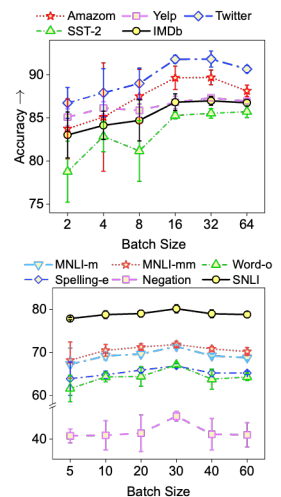 Amazom Yelp Twitter
SST-2 IMDb
90
85
80
75
Accuracy →
2 4 8 16 32 64
Batch Size
MNLI-m MNLI-mm Word-o
Spelling-e Negation SNLI
80
70
60
40
5 10 20 30 40 60
Batch Size